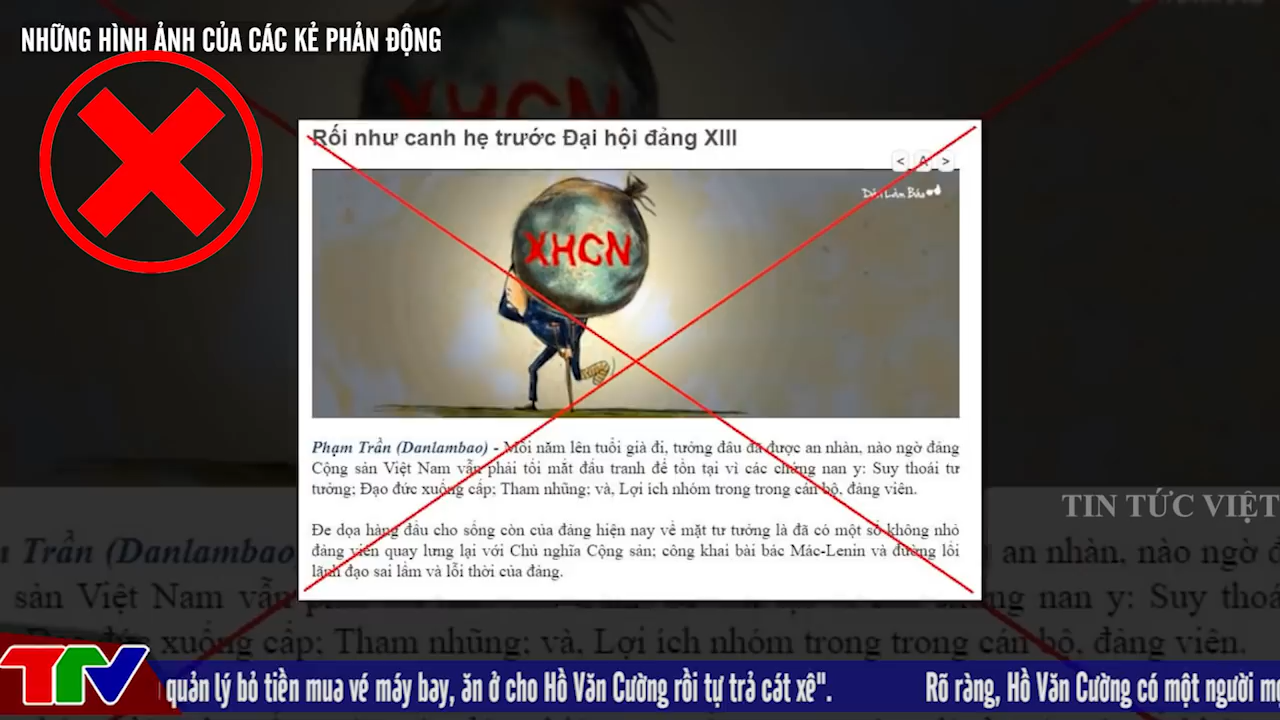 NHỮNG HÌNH ẢNH CỦA CÁC KẺ PHẢN ĐỘNG
XHCN
Rối như canh hẹ trước Đại hội đảng XIII
< A >
Dân Làm Báo
XHCN
Phạm Trần (Danlambao) - Mỗi năm lên tuổi già đi, tưởng đâu đã được an nhàn, nào ngờ đảng
Cộng sản Việt Nam vẫn phải tối mắt đấu tranh để tồn tại vì các chứng nan y: Suy thoái tư
tưởng; Đạo đức xuống cấp; Tham nhũng; và, Lợi ích nhóm trong trong cán bộ, đảng viên.
Đe dọa hàng đầu cho sống còn của đảng hiện nay về mặt tư tưởng là đã có một số không nhỏ
đảng viên quay lưng lại với Chủ nghĩa Cộng sản; công khai bài bác Mác-Lenin và đường lối
lãnh đạo sai lầm và lỗi thời của đảng.
TIN TỨC VIỆT
Trần (Danlambao) an nhàn, nào ngờ
sản Việt Nam vẫn nan y: Suy thoá
xuống cấp; Tham nhũng; và, Lợi ích nhóm trong trong cán bộ, đảng viên.
TTV
quản lý bỏ tiền mua vé máy bay, ăn ở cho Hồ Văn Cường rồi tự trả cát xê". Rõ ràng, Hồ Văn Cường có một người